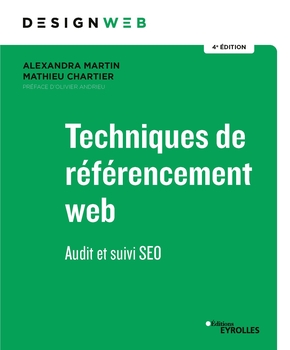 DESIGNWEB
4e ÉDITION
ALEXANDRA MARTIN
MATHIEU CHARTIER
PRÉFACE D'OLIVIER ANDRIEU
Techniques de
référencement
web
Audit et suivi SEO
Éditions
EYROLLES